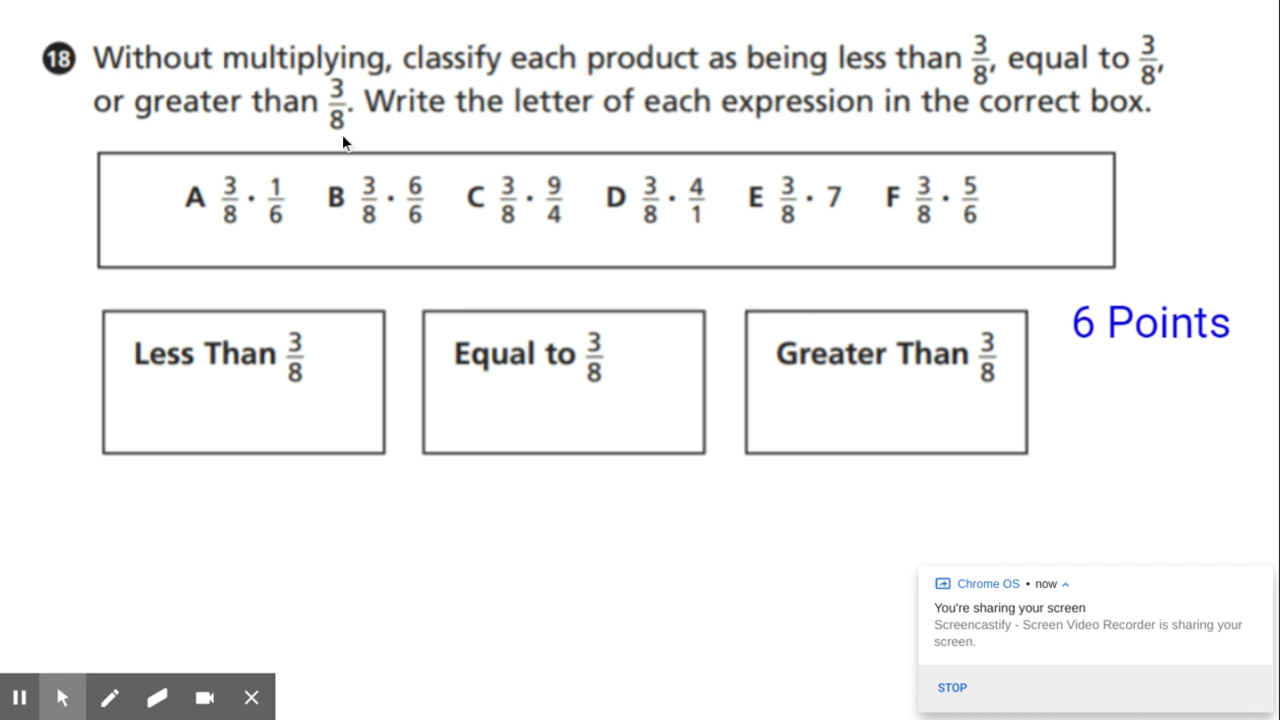 18 Without multiplying, classify each product as being less than 3/8, equal to 3/8,
or greater than 3/8. Write the letter of each expression in the correct box.
A 3/8 · 1/6 B 3/8 · 6/6 C 3/8 · 9/4 D 3/8 · 4/1 E 3/8 · 7 F 3/8 · 5/6
Less Than 3/8
Equal to 3/8
Greater Than 3/8
6 Points
Chrome OS • now
You're sharing your screen
Screencastify - Screen Video Recorder is sharing your
screen.
STOP